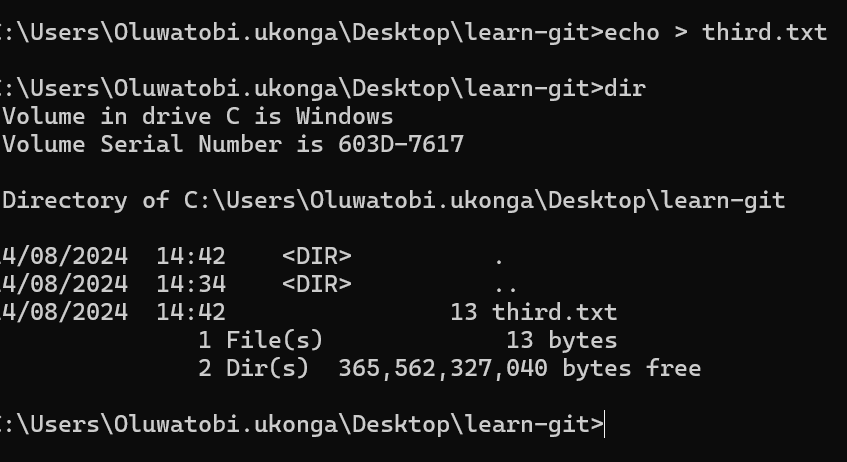 :\Users\Oluwatobi.ukonga\Desktop\learn-git>echo > third.txt
:\Users\Oluwatobi.ukonga\Desktop\learn-git>dir
Volume in drive C is Windows
Volume Serial Number is 603D-7617
Directory of C:\Users\Oluwatobi.ukonga\Desktop\learn-git
4/08/2024  14:42    <DIR>          .
4/08/2024  14:34    <DIR>          ..
4/08/2024  14:42                13 third.txt
1 File(s)             13 bytes
2 Dir(s)  365,562,327,040 bytes free
:\Users\Oluwatobi.ukonga\Desktop\learn-git>